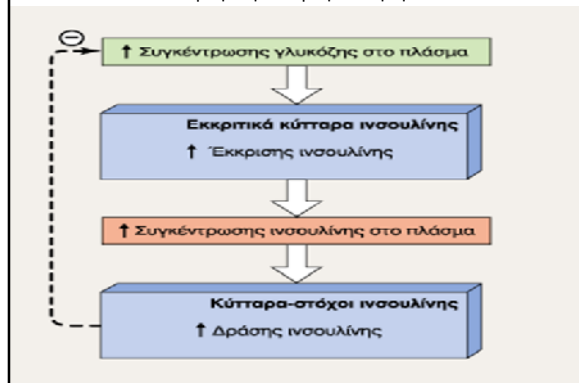 ⊖
↑ Συγκέντρωσης γλυκόζης στο πλάσμα
Εκκριτικά κύτταρα ινσουλίνης
↑ Έκκρισης ινσουλίνης
↑ Συγκέντρωσης ινσουλίνης στο πλάσμα
Κύτταρα-στόχοι ινσουλίνης
↑ Δράσης ινσουλίνης